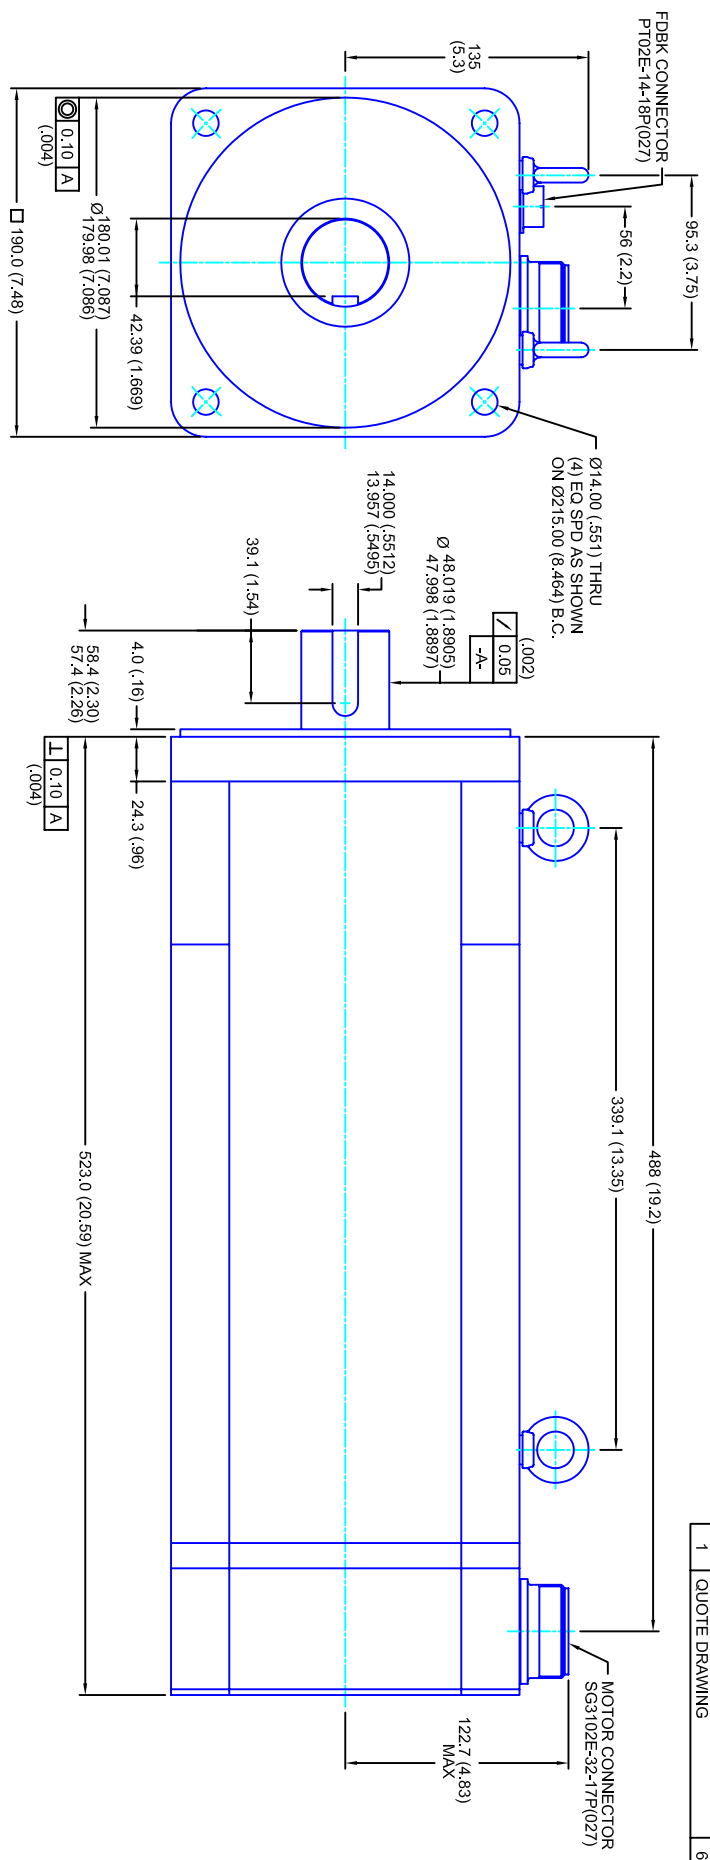 FDBK CONNECTOR
PT02E-14-18P(027)
135
(5.3)
95.3 (3.75)
56 (2.2)
0.10 A
(.004)
Ø180.01 (7.087)
179.98 (7.086)
42.39 (1.669)
190.0 (7.48)
Ø14.00 (.551) THRU
(4) EQ SPD AS SHOWN
ON Ø215.00 (8.464) B.C.
14.000 (.5512)
13.957 (.5495)
39.1 (1.54)
Ø 48.019 (1.8905)
47.998 (1.8897)
(.002)
0.05
-A-
58.4 (2.30)
57.4 (2.26)
4.0 (.16)
24.3 (.96)
⊥ 0.10 A
(.004)
488 (19.2)
339.1 (13.35)
523.0 (20.59) MAX
MOTOR CONNECTOR
SG3102E-32-17P(027)
122.7 (4.83)
MAX
1 QUOTE DRAWING 6